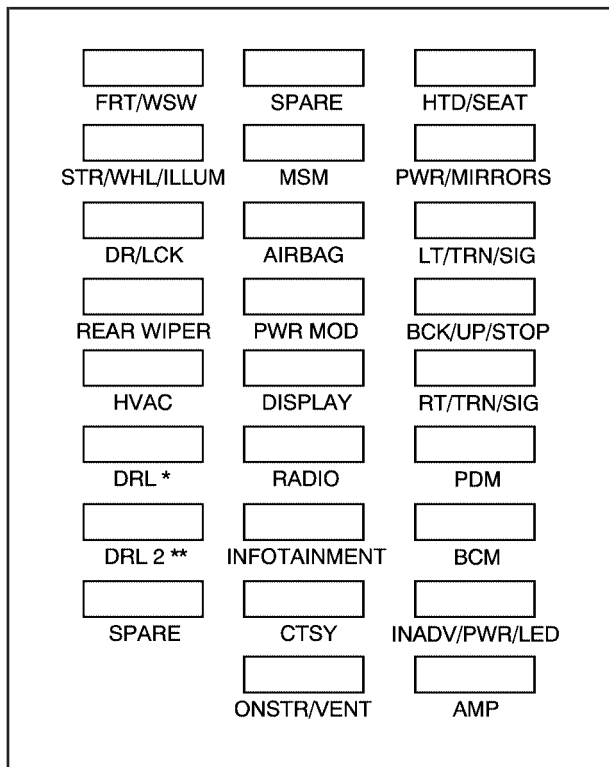 FRT/WSW SPARE HTD/SEAT
STR/WHL/ILLUM MSM PWR/MIRRORS
DR/LCK AIRBAG LT/TRN/SIG
REAR WIPER PWR MOD BCK/UP/STOP
HVAC DISPLAY RT/TRN/SIG
DRL * RADIO PDM
DRL 2 ** INFOTAINMENT BCM
SPARE CTSY INADV/PWR/LED
ONSTR/VENT AMP